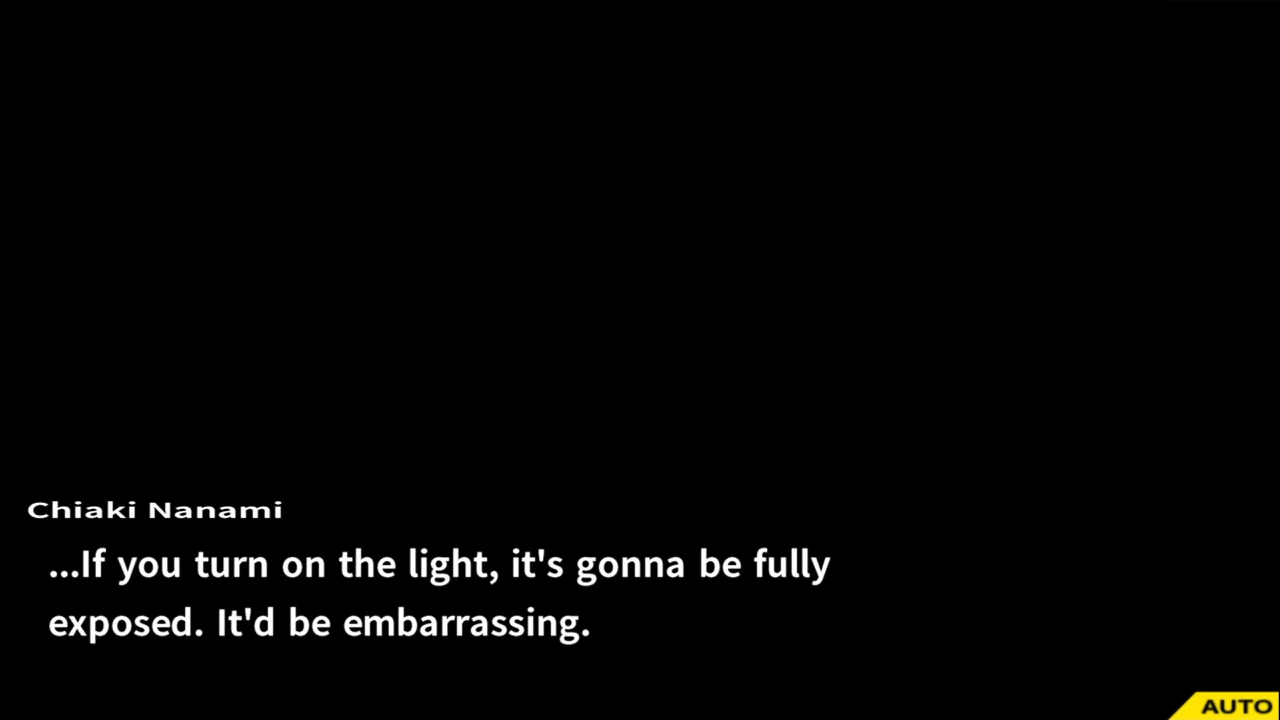 Chiaki Nanami
...If you turn on the light, it's gonna be fully
exposed. It'd be embarrassing.
AUTO